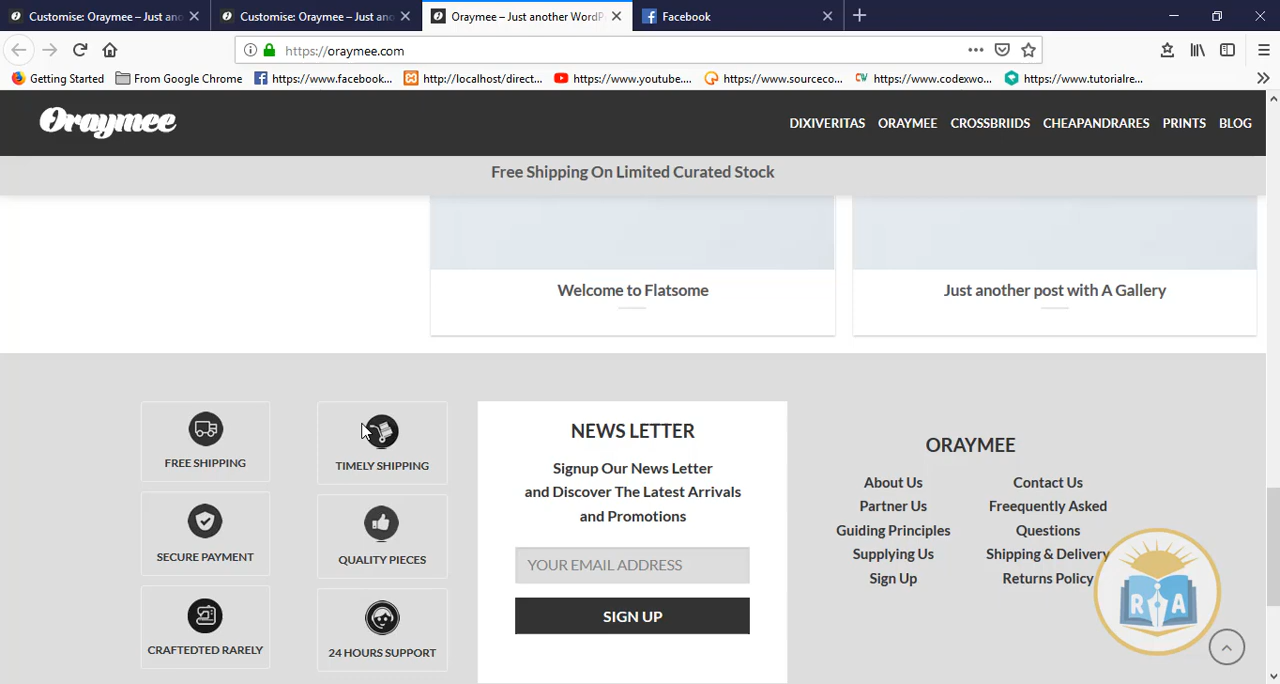 Customise: Oraymee – Just an
Customise: Oraymee – Just ano
Oraymee – Just another WordP
Facebook
https://oraymee.com
Getting Started
From Google Chrome
https://www.facebook...
http://localhost/direct...
https://www.youtube....
https://www.sourceco...
CW
https://www.codexwo...
https://www.tutorialre...
Oraymee
DIXIVERITAS
ORAYMEE
CROSSBRIIDS
CHEAPANDRARES
PRINTS
BLOG
Free Shipping On Limited Curated Stock
Welcome to Flatsome
Just another post with A Gallery
FREE SHIPPING
TIMELY SHIPPING
SECURE PAYMENT
QUALITY PIECES
CRAFTEDTED RARELY
24 HOURS SUPPORT
NEWS LETTER
Signup Our News Letter
and Discover The Latest Arrivals
and Promotions
YOUR EMAIL ADDRESS
SIGN UP
ORAYMEE
About Us
Partner Us
Guiding Principles
Supplying Us
Sign Up
Contact Us
Freequently Asked
Questions
Shipping & Delivery
Returns Policy
R A